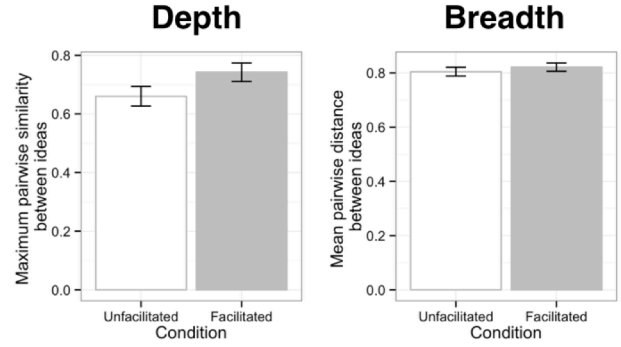 Depth
Maximum pairwise similarity
between ideas
0.8
0.6
0.4
0.2
0.0
Unfacilitated Facilitated
Condition
Breadth
Mean pairwise distance
between ideas
0.8
0.6
0.4
0.2
0.0
Unfacilitated Facilitated
Condition